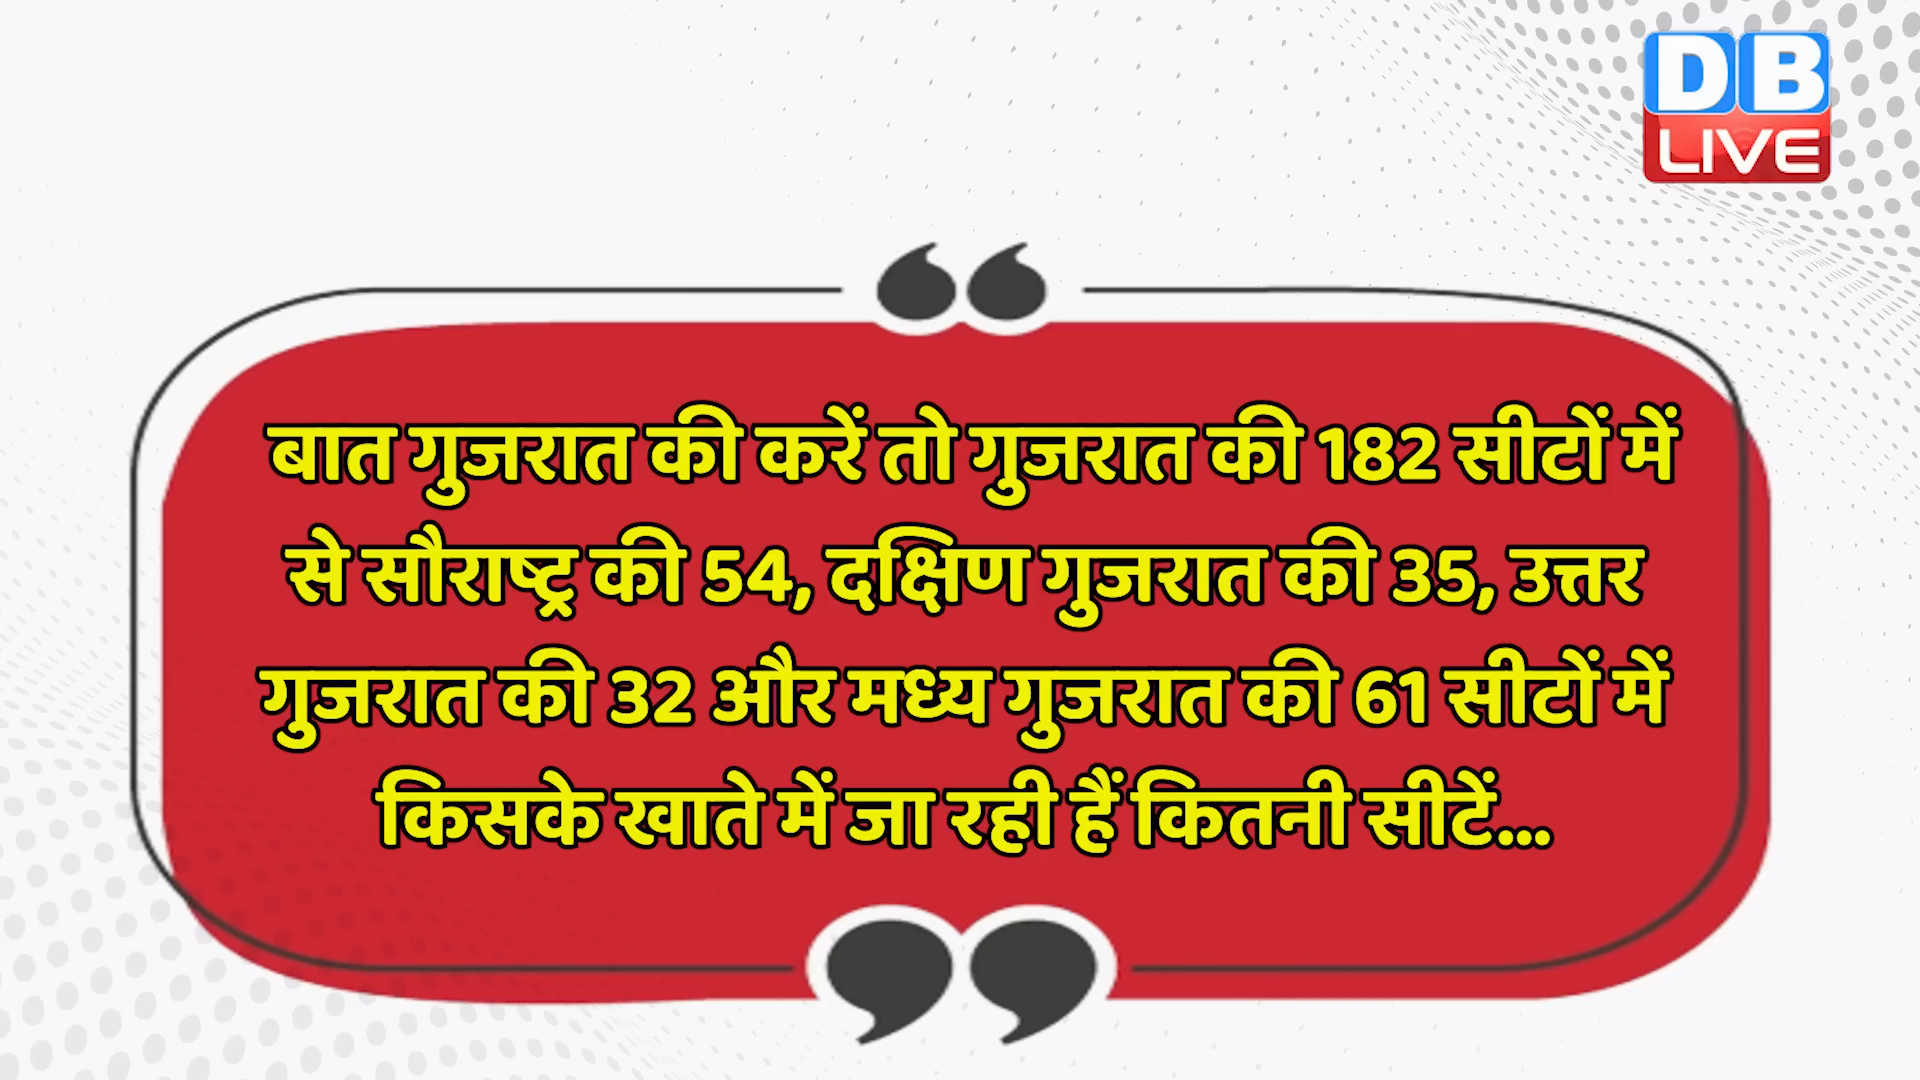 DB
LIVE
बात गुजरात की करें तो गुजरात की 182 सीटों में
से सौराष्ट्र की 54, दक्षिण गुजरात की 35, उत्तर
गुजरात की 32 और मध्य गुजरात की 61 सीटों में
किसके खाते में जा रही हैं कितनी सीटें...